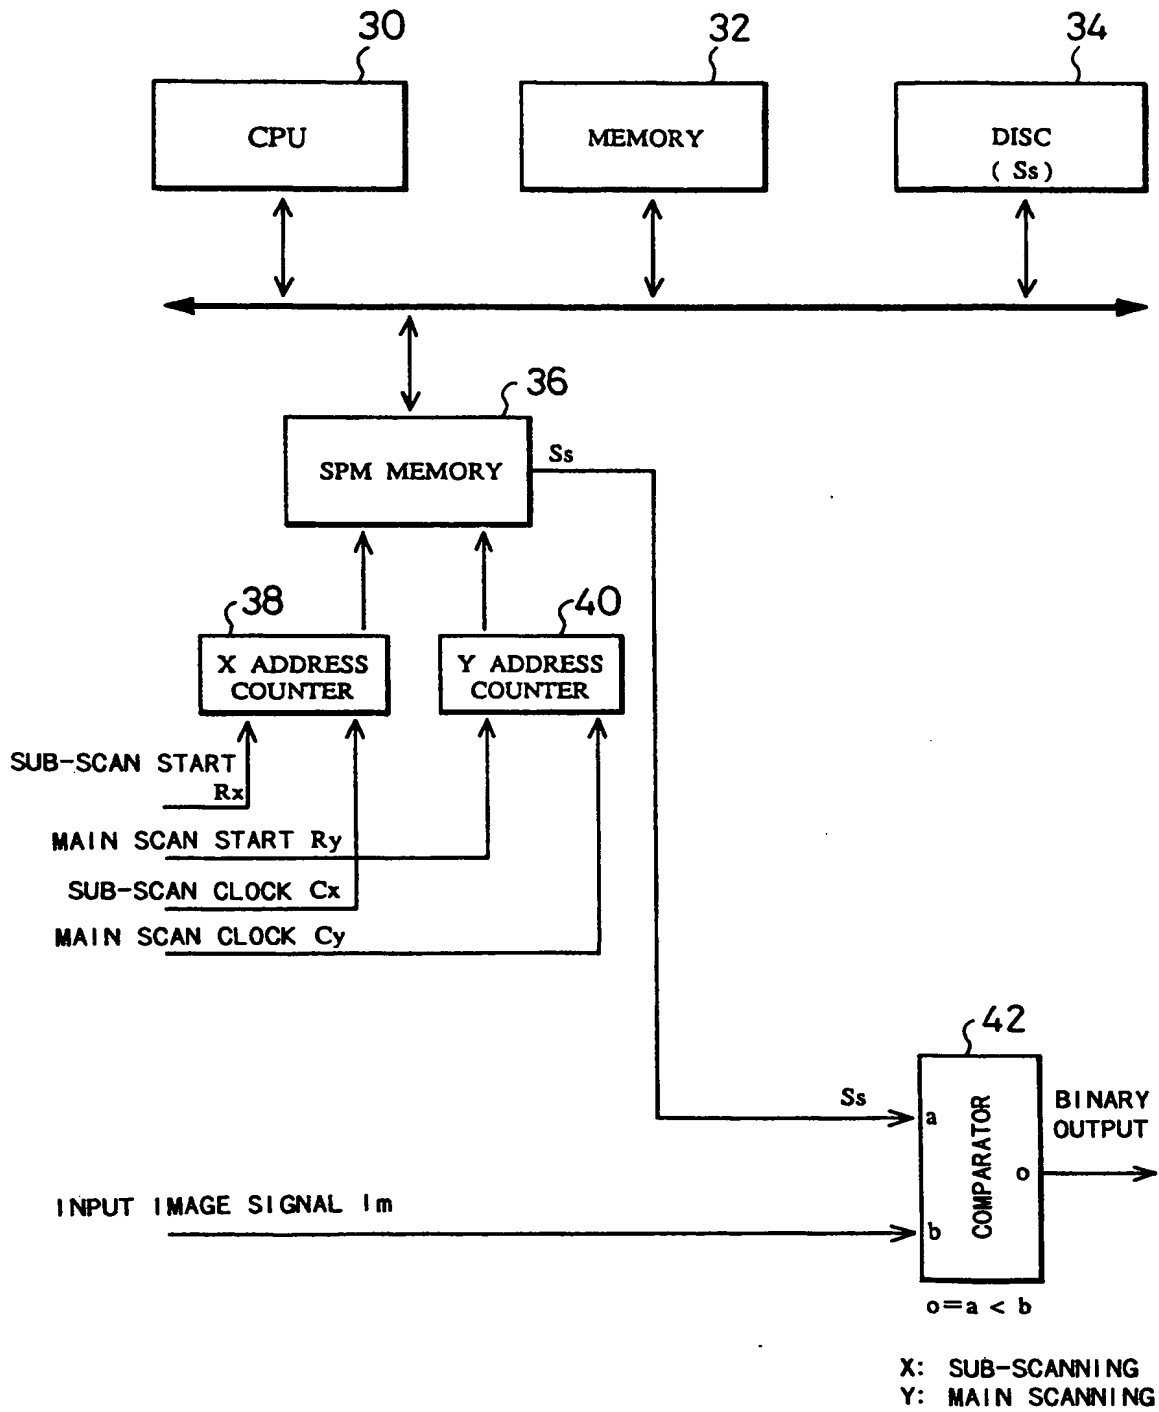 30
32
34
CPU
MEMORY
DISC
( Ss )
36
SPM MEMORY
Ss
38
40
X ADDRESS
COUNTER
Y ADDRESS
COUNTER
SUB-SCAN START
Rx
MAIN SCAN START Ry
SUB-SCAN CLOCK Cx
MAIN SCAN CLOCK Cy
42
Ss
a
COMPARATOR
BINARY
OUTPUT
o
INPUT IMAGE SIGNAL Im
b
o=a < b
X: SUB-SCANNING
Y: MAIN SCANNING